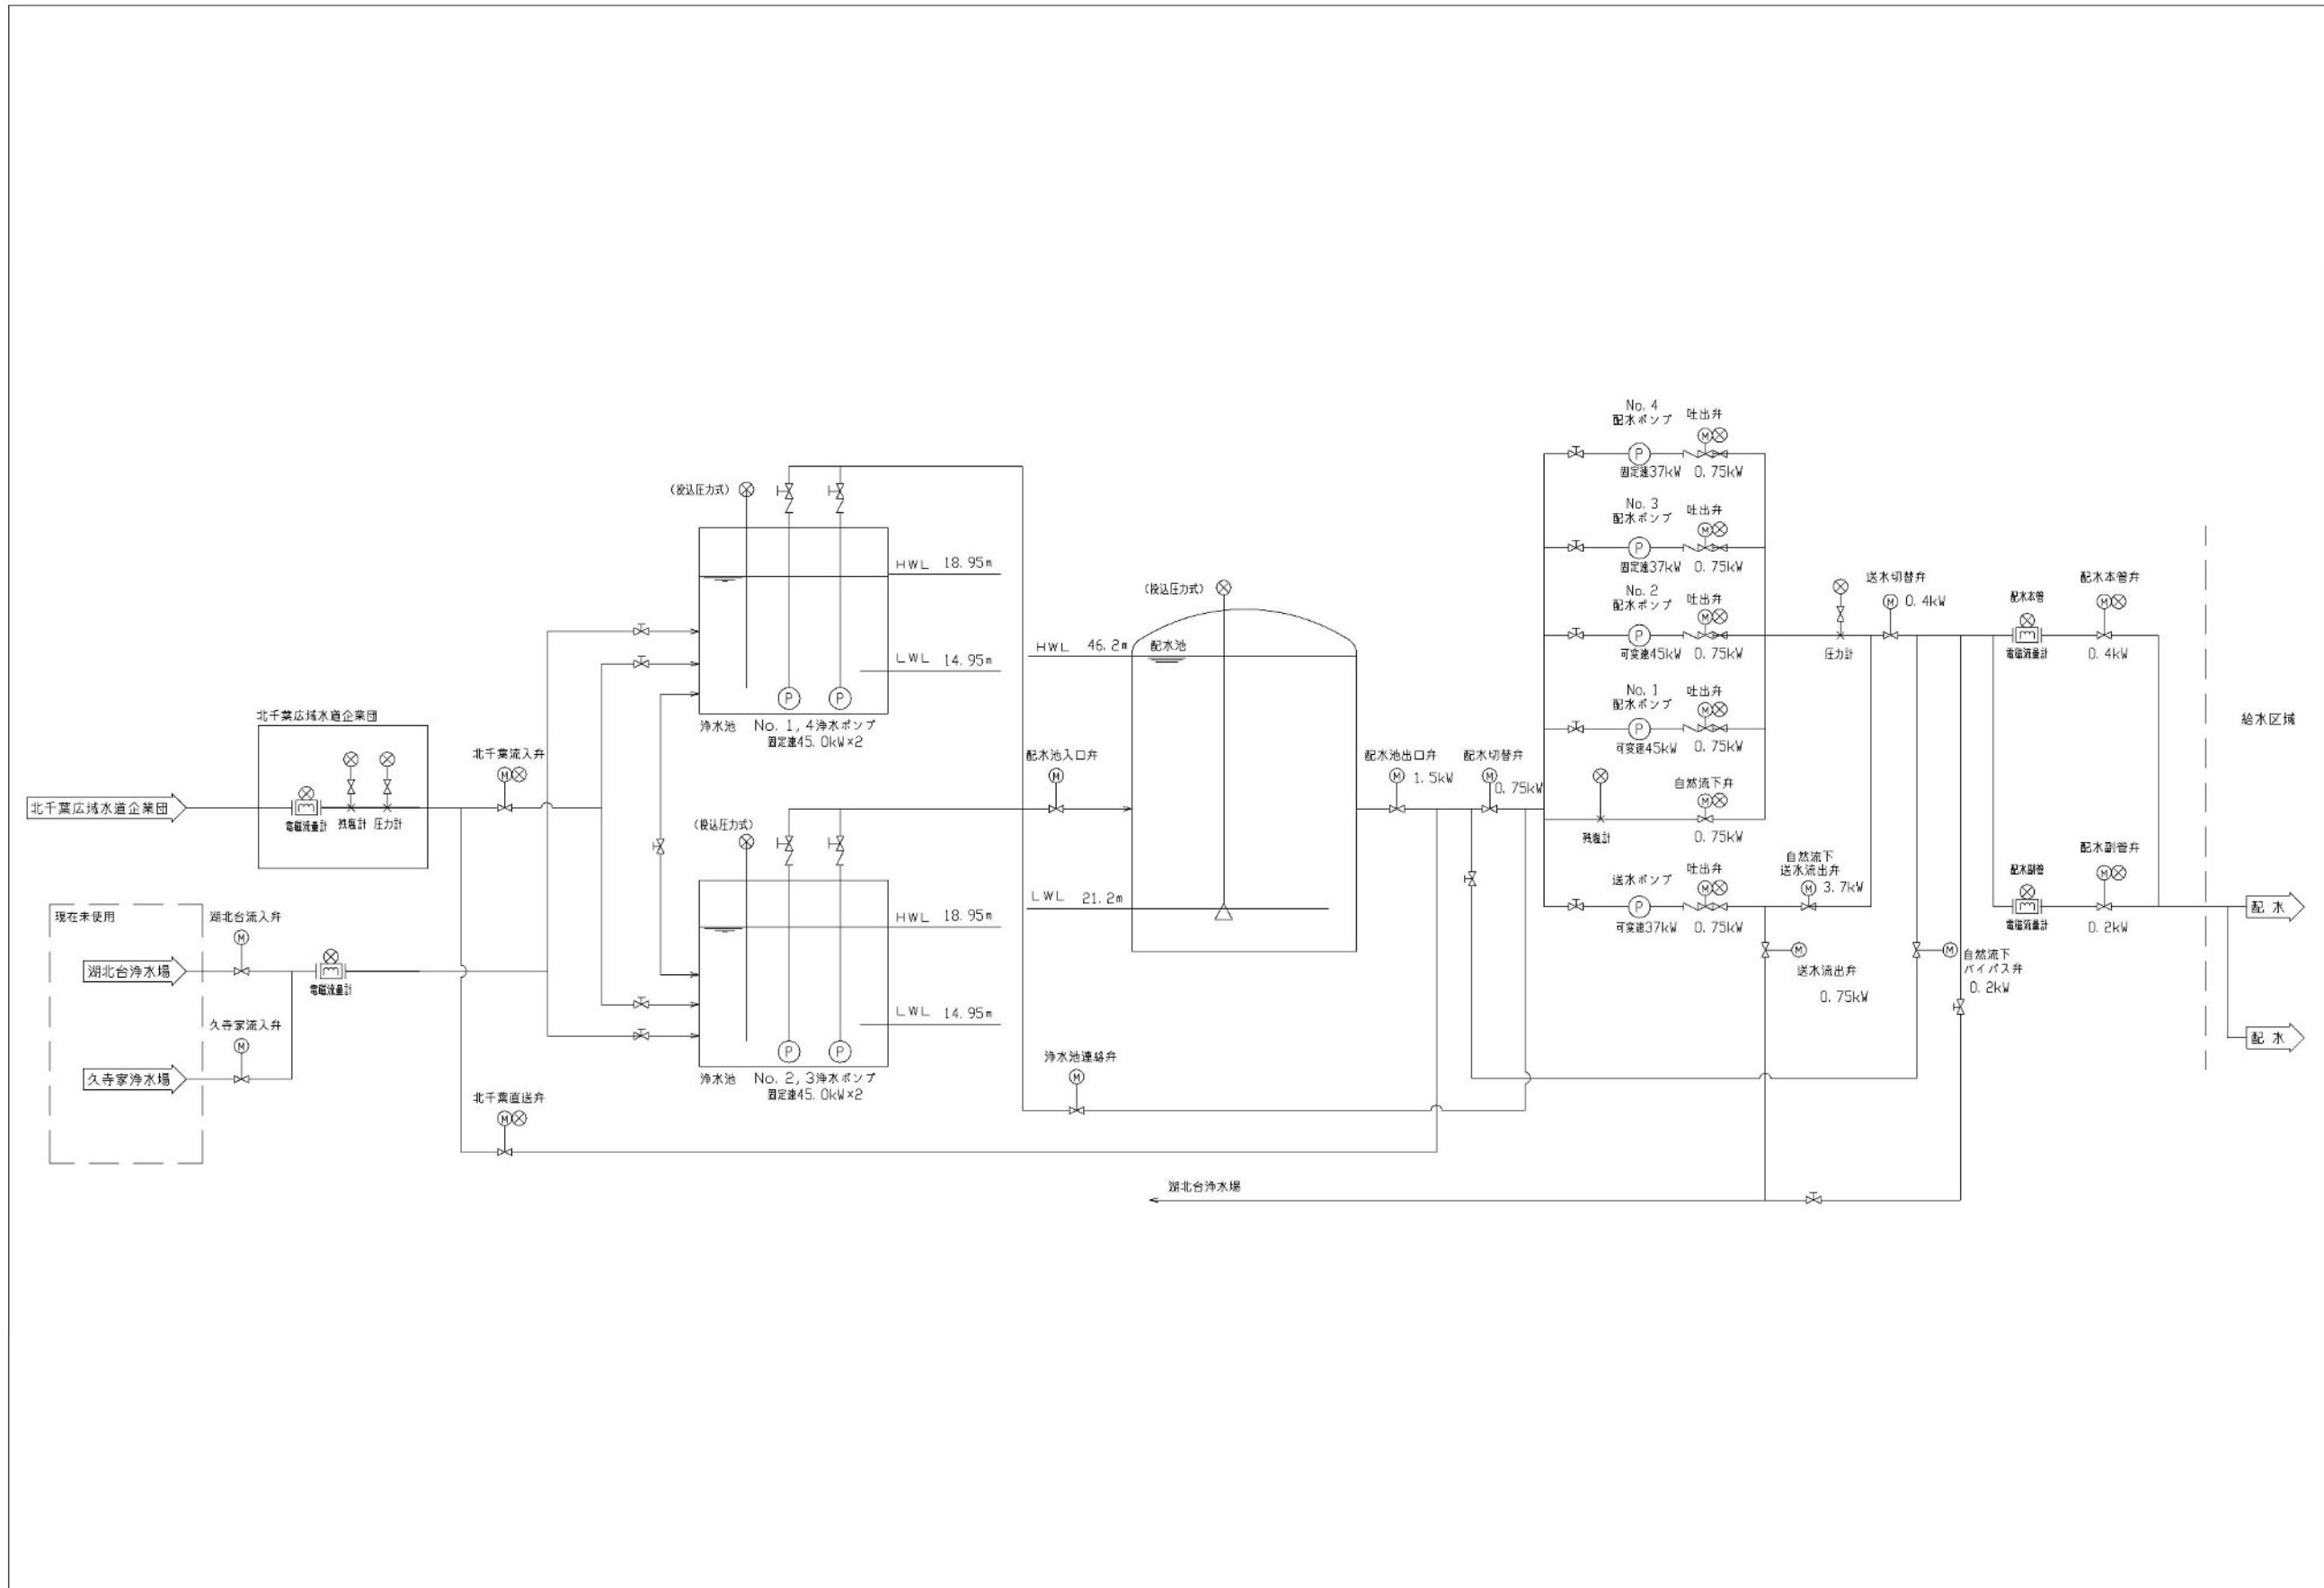 No. 4
配水ポンプ 吐出弁
M
P
固定速37kW 0.75kW
No. 3
配水ポンプ 吐出弁
M
P
固定速37kW 0.75kW
No. 2
配水ポンプ 吐出弁
M
P
可変速45kW 0.75kW
No. 1
配水ポンプ 吐出弁
M
P
可変速45kW 0.75kW
自然流下弁
M
残塩計 0.75kW
送水ポンプ 吐出弁
M
P
可変速37kW 0.75kW
自然流下
送水流出弁
M 3.7kW
M
送水流出弁
0.75kW
圧力計
送水切替弁
M 0.4kW
配水本管
電磁流量計
配水本管弁
M
0.4kW
配水副管
電磁流量計
配水副管弁
M
0.2kW
M 自然流下
バイパス弁
0.2kW
給水区域
配 水
配 水
(投込圧力式)
HWL 18.95m
LWL 14.95m
P P
浄水池 No. 1, 4浄水ポンプ
固定速45.0kW×2
(投込圧力式)
HWL 46.2m 配水池
LWL 21.2m
配水池入口弁
M
配水池出口弁
M 1.5kW
配水切替弁
M
0.75kW
北千葉広域水道企業団
北千葉広域水道企業団
電磁流量計 残塩計 圧力計
北千葉流入弁
M
(投込圧力式)
HWL 18.95m
LWL 14.95m
P P
浄水池 No. 2, 3浄水ポンプ
固定速45.0kW×2
現在未使用
湖北台流入弁
M
湖北台浄水場
電磁流量計
久寺家流入弁
M
久寺家浄水場
北千葉直送弁
M
浄水池連絡弁
M
湖北台浄水場